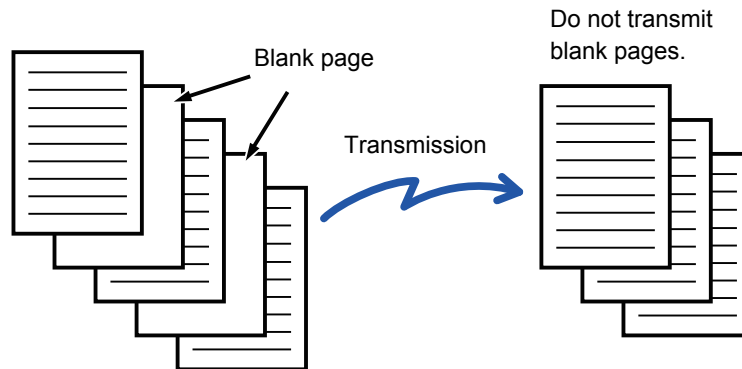 Blank page
Transmission
Do not transmit
blank pages.